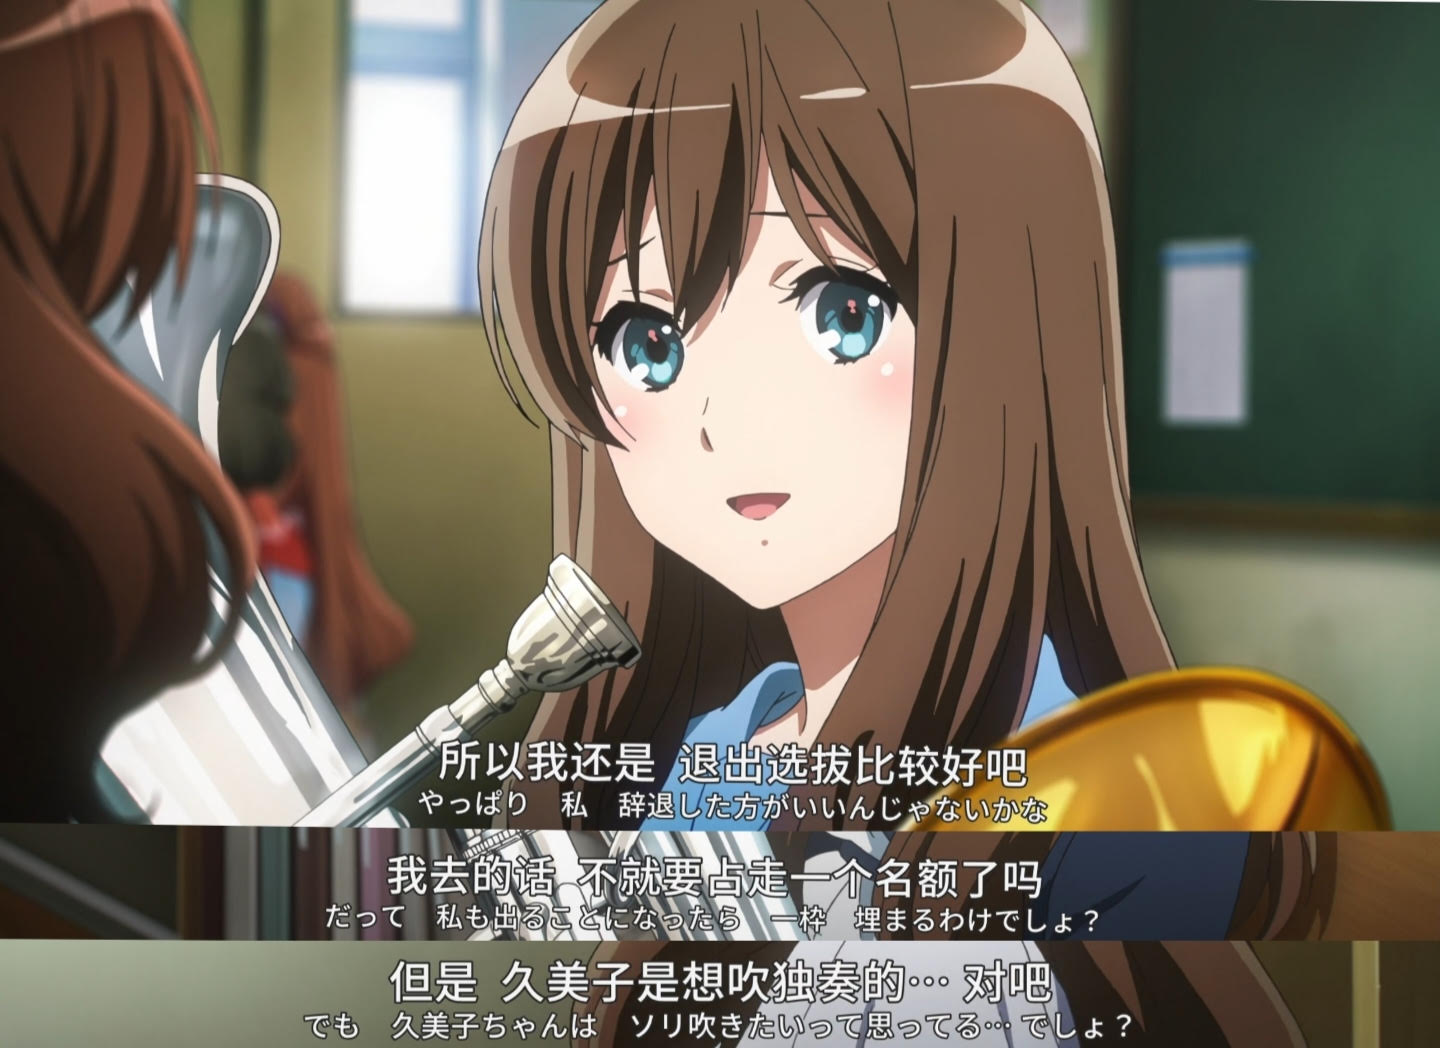 所以我还是 退出选拔比较好吧
やっぱり 私 辞退した方がいいんじゃないかな
我去的话 不就要占走一个名额了吗
だって 私も出ることになったら 一枠 埋まるわけでしょ？
但是 久美子是想吹独奏的… 对吧
でも 久美子ちゃんは ソリ吹きたいって思ってる… でしょ？